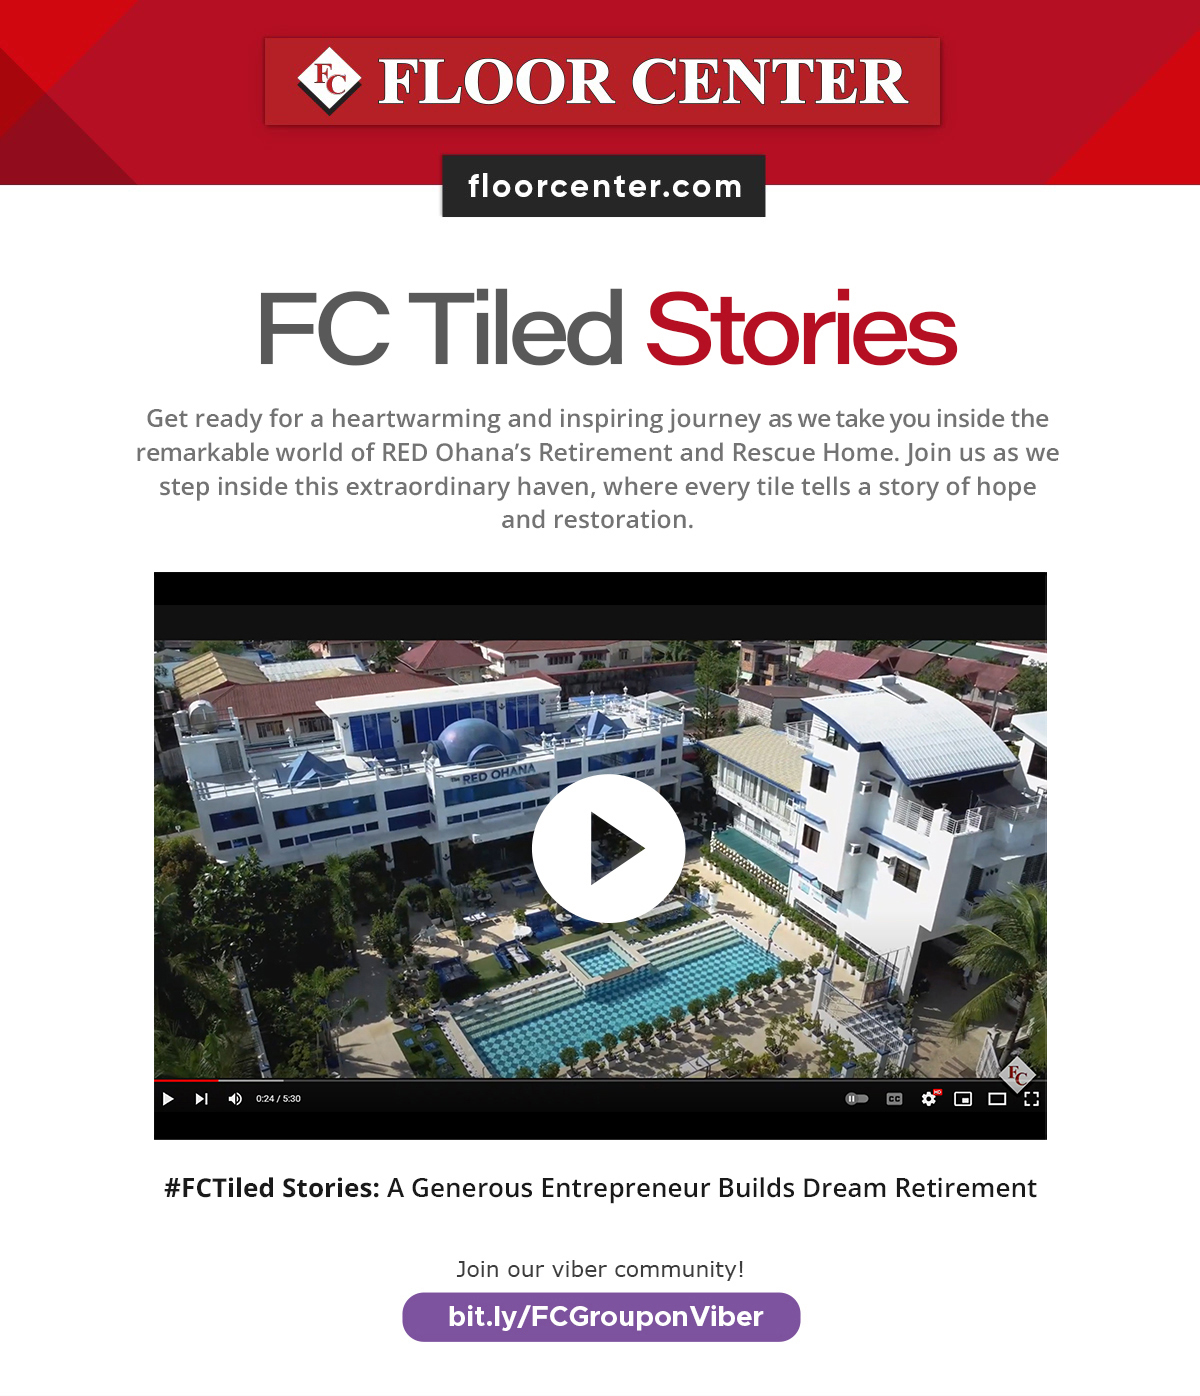 FC FLOOR CENTER
floorcenter.com
FC Tiled Stories
Get ready for a heartwarming and inspiring journey as we take you inside the
remarkable world of RED Ohana’s Retirement and Rescue Home. Join us as we
step inside this extraordinary haven, where every tile tells a story of hope
and restoration.
THE RED OHANA
FC
0:24 / 5:30
CC
HD
#FCTiled Stories: A Generous Entrepreneur Builds Dream Retirement
Join our viber community!
bit.ly/FCGrouponViber